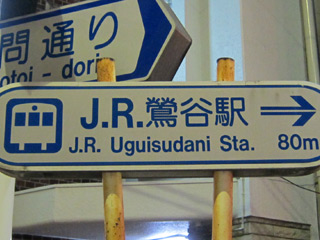 問通り
otoi - dori
J.R.鶯谷駅
J.R. Uguisudani Sta. 80m